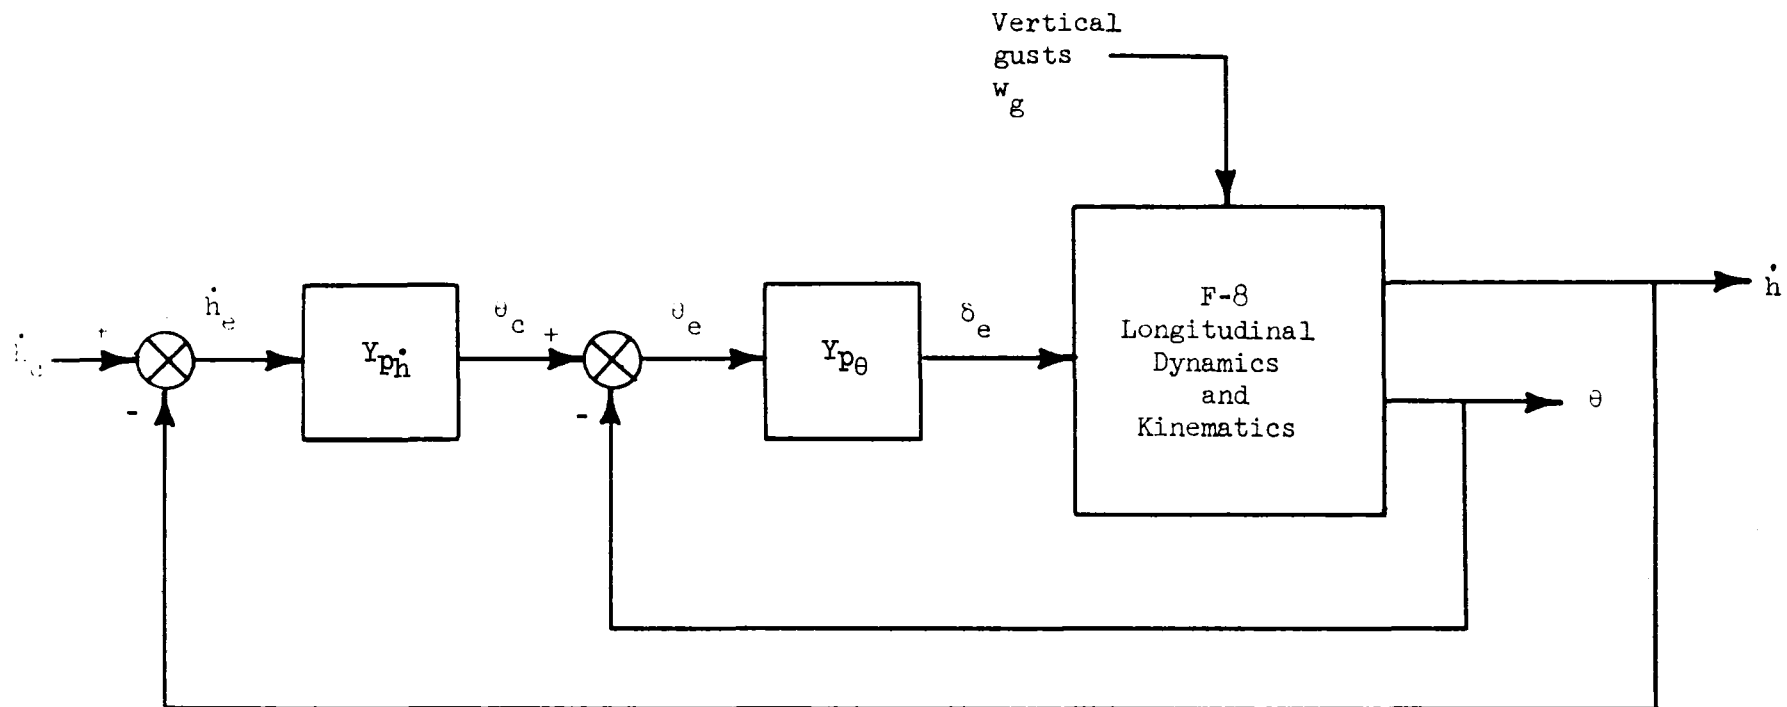 Vertical
gusts
w_g
ḣ_e
θ_c
+
θ_e
δ_e
+
-
Y_pḣ
-
Y_pθ
F-8
Longitudinal
Dynamics
and
Kinematics
ḣ
θ